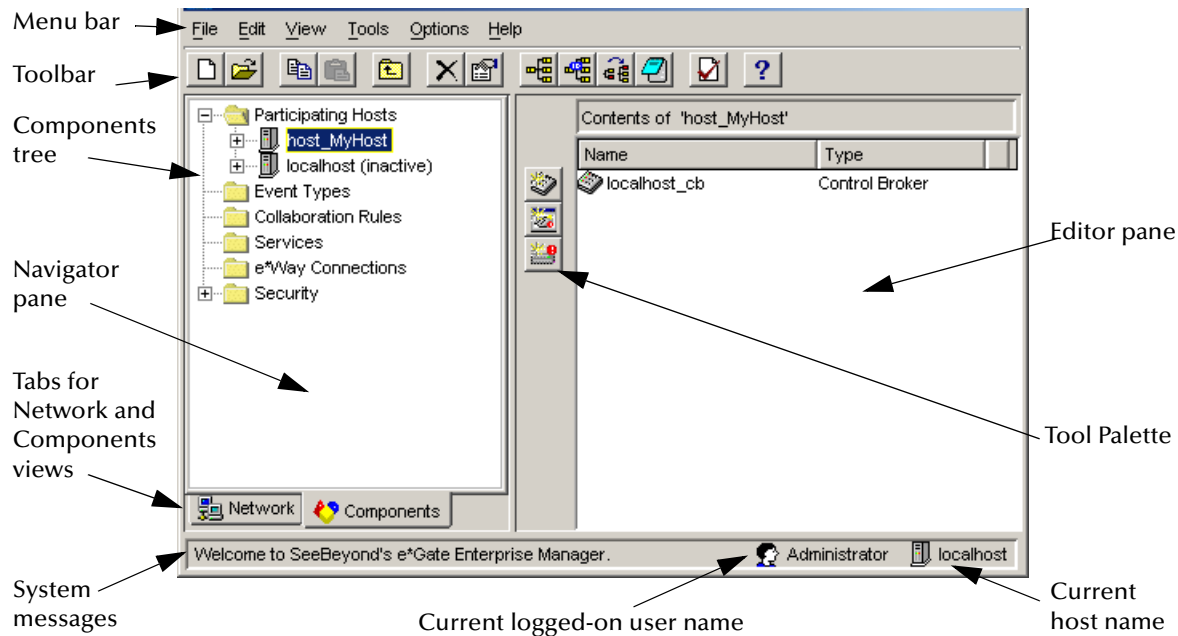 Menu bar
File Edit View Tools Options Help
Toolbar
Components
tree
Participating Hosts
host_MyHost
localhost (inactive)
Event Types
Collaboration Rules
Services
e*Way Connections
Security
Contents of 'host_MyHost'
Name Type
localhost_cb Control Broker
Editor pane
Navigator
pane
Tabs for
Network and
Components
views
Tool Palette
Network Components
Welcome to SeeBeyond's e*Gate Enterprise Manager. Administrator localhost
System
messages
Current logged-on user name
Current
host name